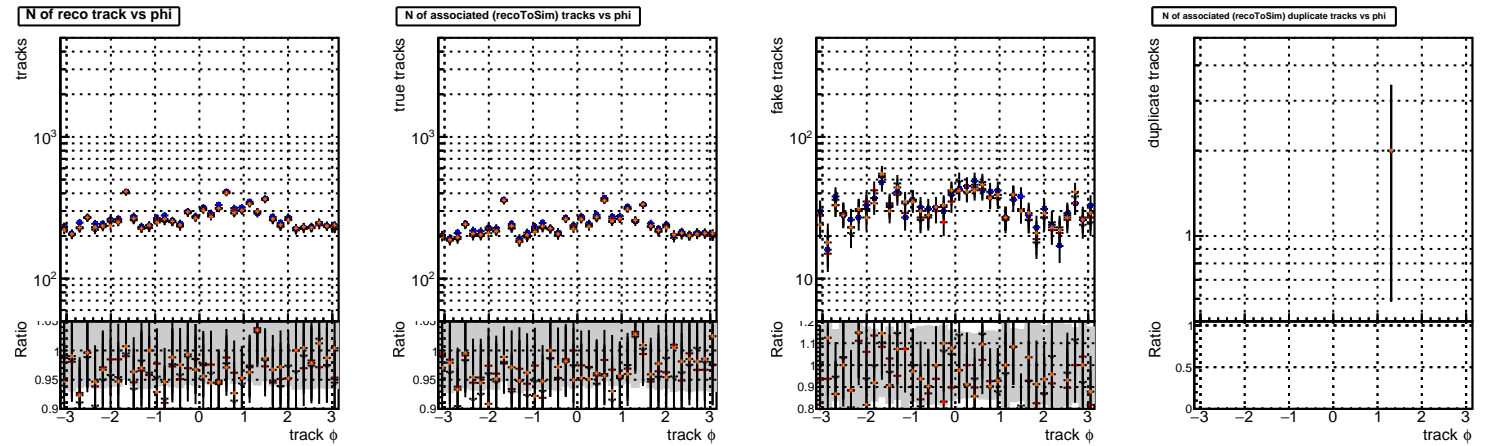 N of reco track vs phi
tracks
10³
10²
Ratio
1
0.95
0.9
−3 −2 −1 0 1 2 3
track ϕ
N of associated (recoToSim) tracks vs phi
true tracks
10³
10²
Ratio
1
0.95
0.9
−3 −2 −1 0 1 2 3
track ϕ
fake tracks
10²
10
Ratio
1.2
1.1
1
0.9
0.8
−3 −2 −1 0 1 2 3
track ϕ
N of associated (recoToSim) duplicate tracks vs phi
duplicate tracks
1
Ratio
1
0.5
0
−3 −2 −1 0 1 2 3
track ϕ